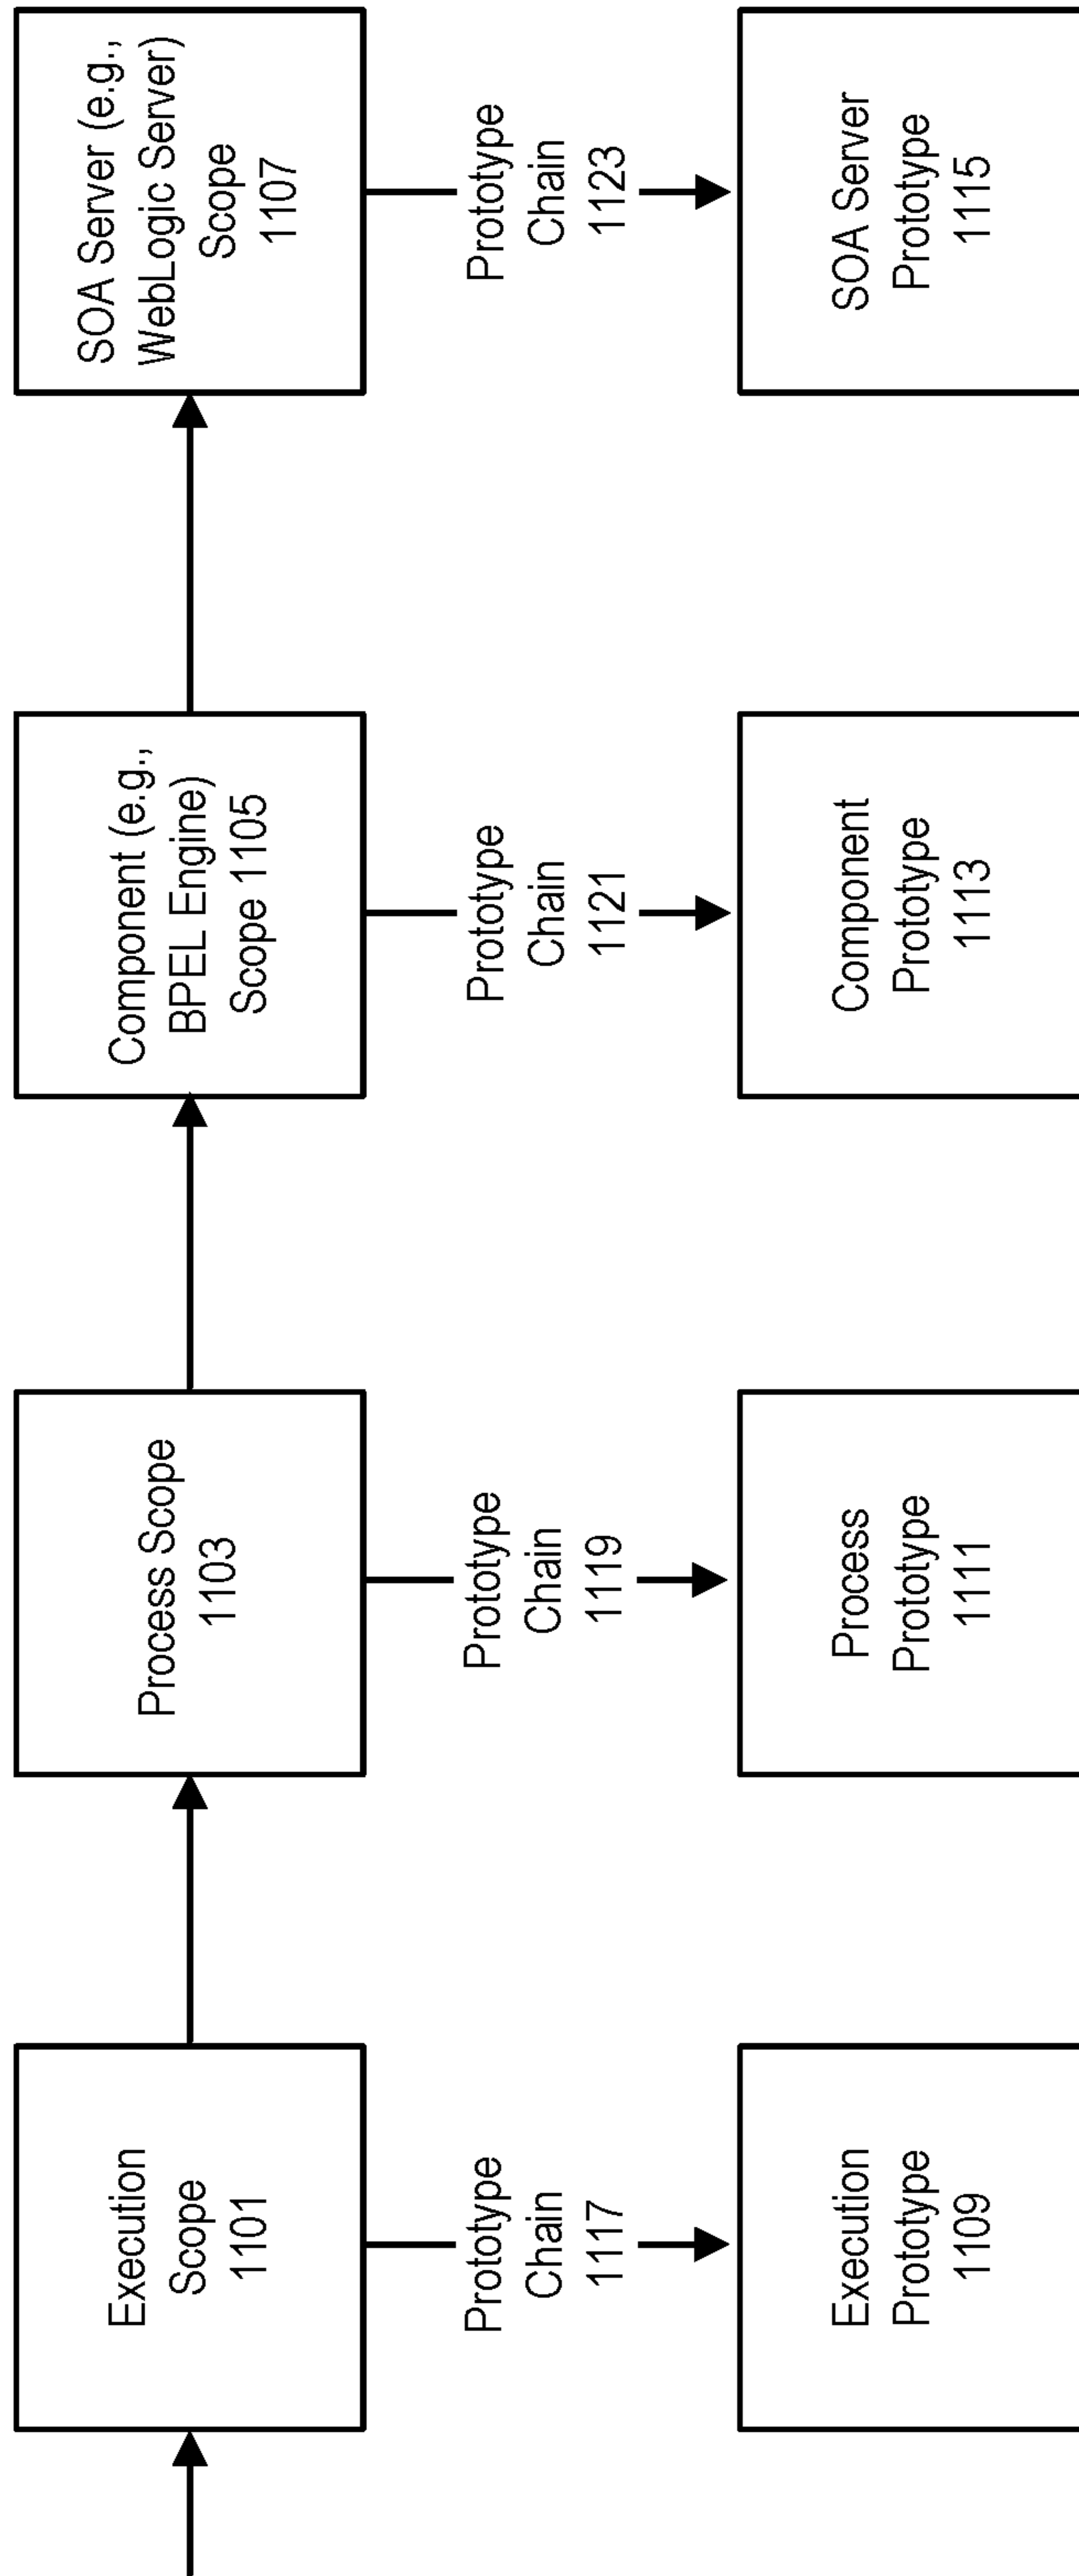 Execution
Scope
1101
Process Scope
1103
Component (e.g.,
BPEL Engine)
Scope 1105
SOA Server (e.g.,
WebLogic Server)
Scope
1107
Prototype
Chain
1117
Prototype
Chain
1119
Prototype
Chain
1121
Prototype
Chain
1123
Execution
Prototype
1109
Process
Prototype
1111
Component
Prototype
1113
SOA Server
Prototype
1115